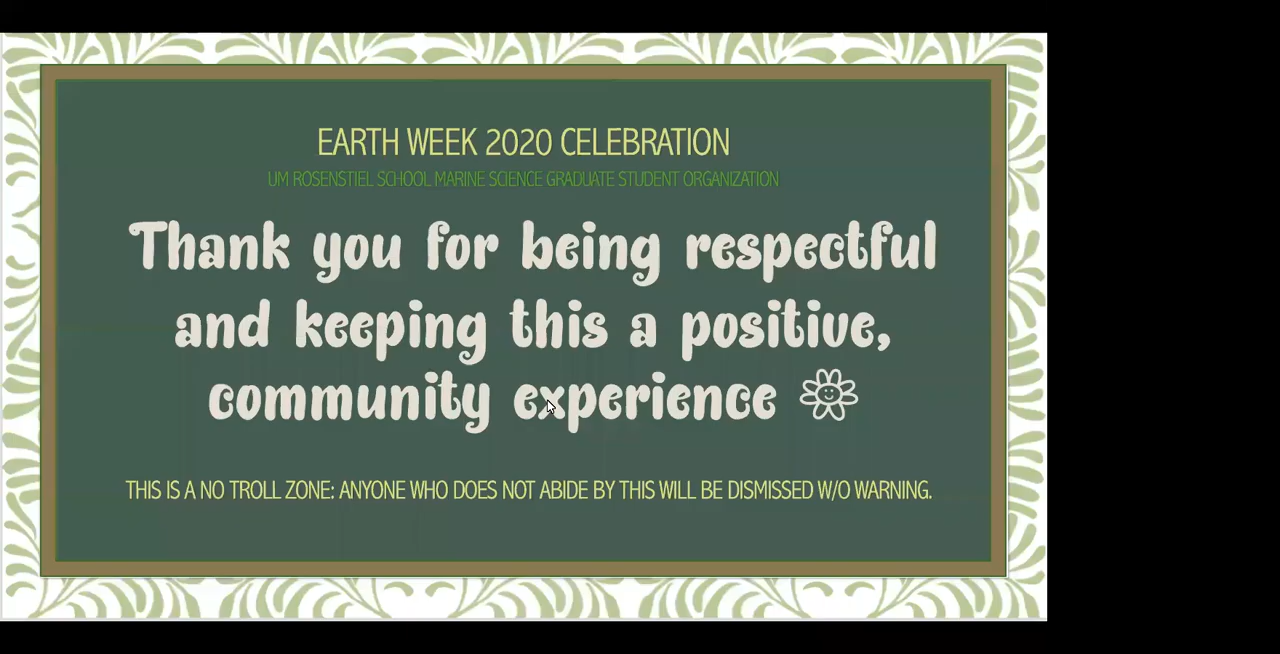 EARTH WEEK 2020 CELEBRATION
UM ROSENSTIEL SCHOOL MARINE SCIENCE GRADUATE STUDENT ORGANIZATION
Thank you for being respectful
and keeping this a positive,
community experience
THIS IS A NO TROLL ZONE: ANYONE WHO DOES NOT ABIDE BY THIS WILL BE DISMISSED W/O WARNING.